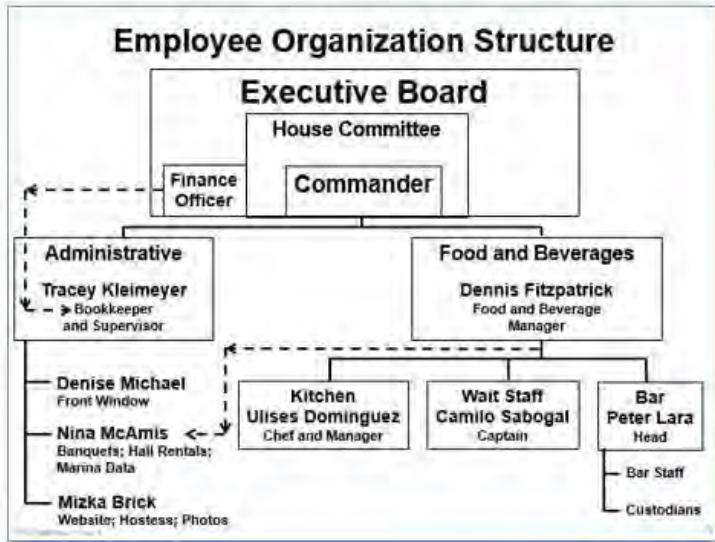 Employee Organization Structure
Executive Board
House Committee
Finance
Officer
Commander
Administrative
Tracey Kleimeyer
Bookkeeper
and Supervisor
Food and Beverages
Dennis Fitzpatrick
Food and Beverage
Manager
Denise Michael
Front Window
Nina McAmis
Banquets; Hall Rentals;
Marina Data
Mizka Brick
Website; Hostess; Photos
Kitchen
Ulises Dominguez
Chef and Manager
Wait Staff
Camilo Sabogal
Captain
Bar
Peter Lara
Head
Bar Staff
Custodians